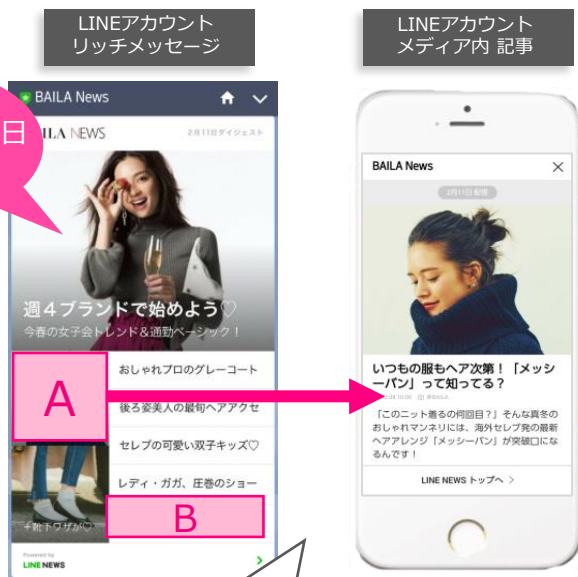 LINEアカウント
リッチメッセージ
LINEアカウント
メディア内 記事
BAILA News
日
ILA NEWS
2月11日ダイジェスト
週4ブランドで始めよう♡
今春の女子会トレンド&通勤ベーシック!
A
おしゃれプロのグレーコート
後ろ姿美人の最旬ヘアアクセ
セレブの可愛い双子キッズ♡
レディ・ガガ、圧巻のショー
B
+靴下ワザが♡
Powered by
LINE NEWS
BAILA News
2月11日 配信
いつもの服もヘア次第!「メッシ
ーバン」って知ってる?
10:00 @BAILA
「このニット着るの何回目?」そんな真冬の
おしゃれマンネリには、海外セレブ発の最新
ヘアアレンジ「メッシーバン」が突破口にな
るんです!
LINE NEWS トップへ >